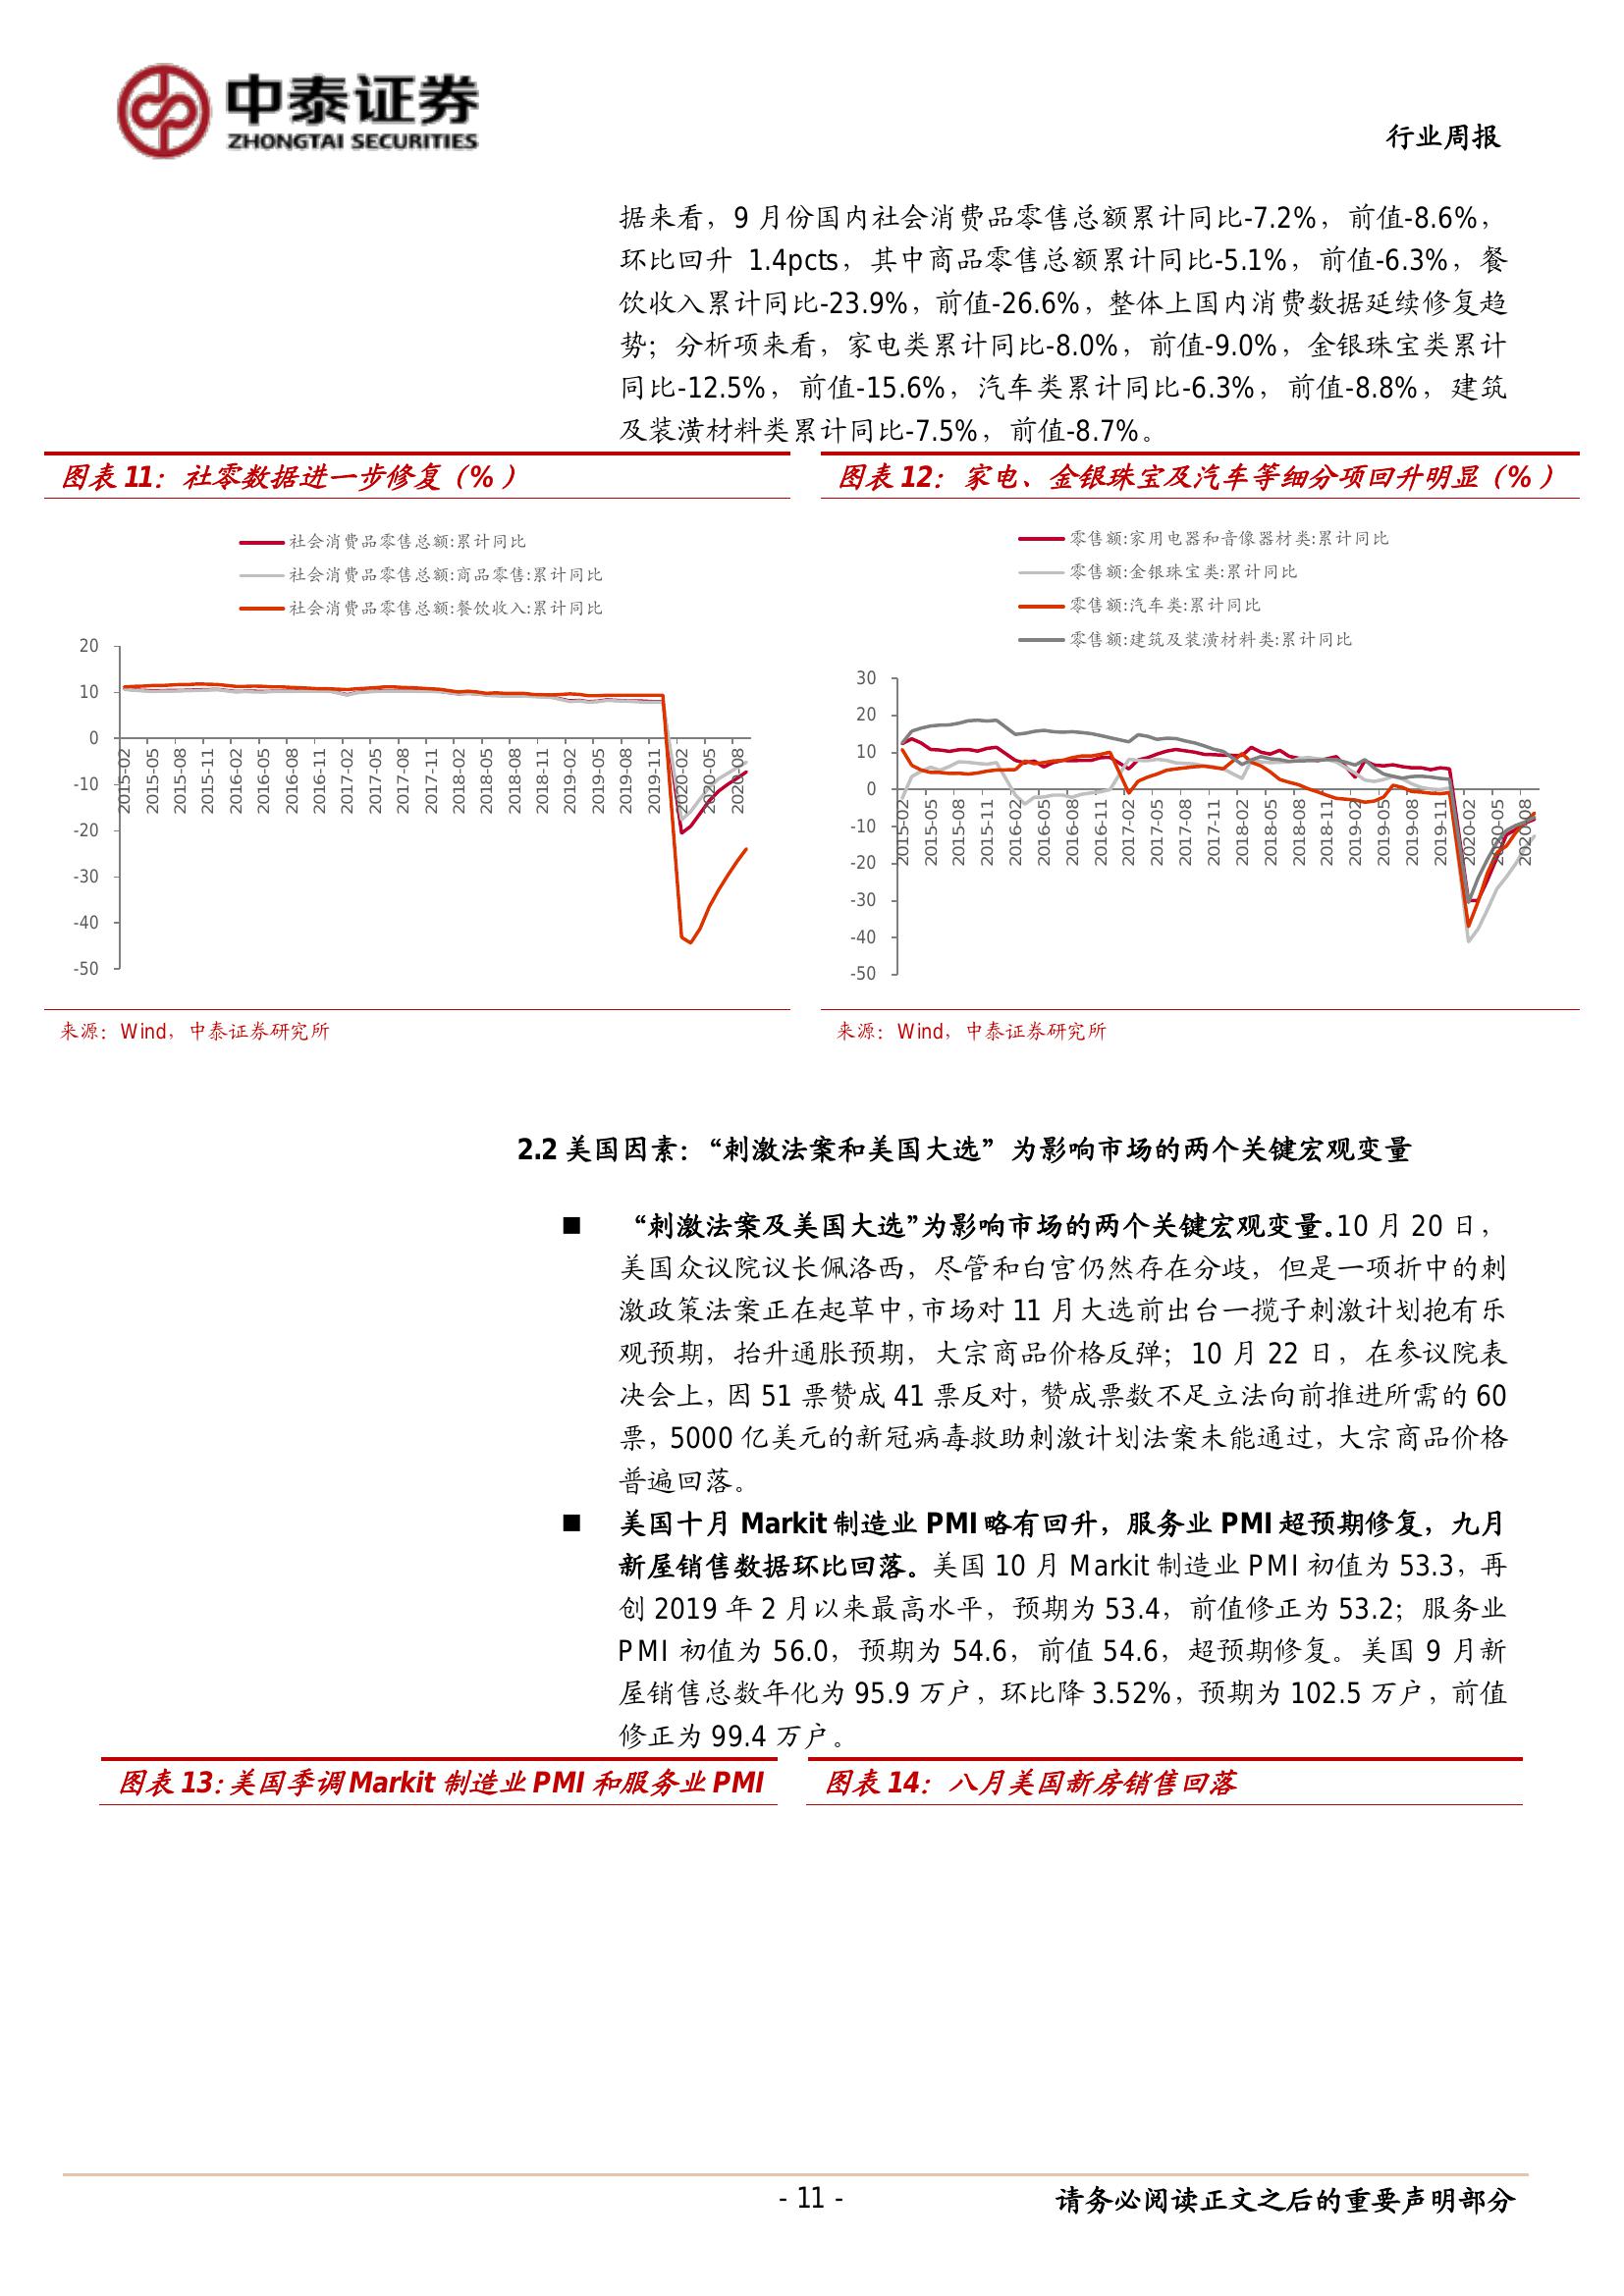 中泰证券
ZHONGTAI SECURITIES
行业周报
据来看，9 月份国内社会消费品零售总额累计同比-7.2%，前值-8.6%，
环比回升 1.4pcts，其中商品零售总额累计同比-5.1%，前值-6.3%，餐
饮收入累计同比-23.9%，前值-26.6%，整体上国内消费数据延续修复趋
势；分析项来看，家电类累计同比-8.0%，前值-9.0%，金银珠宝类累计
同比-12.5%，前值-15.6%，汽车类累计同比-6.3%，前值-8.8%，建筑
及装潢材料类累计同比-7.5%，前值-8.7%。
图表 11：社零数据进一步修复（%）
社会消费品零售总额:累计同比
社会消费品零售总额:商品零售:累计同比
社会消费品零售总额:餐饮收入:累计同比
20
10
0
-10
-20
-30
-40
-50
2015-02
2015-05
2015-08
2015-11
2016-02
2016-05
2016-08
2016-11
2017-02
2017-05
2017-08
2017-11
2018-02
2018-05
2018-08
2018-11
2019-02
2019-05
2019-08
2019-11
2020-02
2020-05
2020-08
来源：Wind，中泰证券研究所
图表 12：家电、金银珠宝及汽车等细分项回升明显（%）
零售额:家用电器和音像器材类:累计同比
零售额:金银珠宝类:累计同比
零售额:汽车类:累计同比
零售额:建筑及装潢材料类:累计同比
30
20
10
0
-10
-20
-30
-40
-50
2015-02
2015-05
2015-08
2015-11
2016-02
2016-05
2016-08
2016-11
2017-02
2017-05
2017-08
2017-11
2018-02
2018-05
2018-08
2018-11
2019-02
2019-05
2019-08
2019-11
2020-02
2020-05
2020-08
来源：Wind，中泰证券研究所
2.2 美国因素：“刺激法案和美国大选”为影响市场的两个关键宏观变量
■ “刺激法案及美国大选”为影响市场的两个关键宏观变量。10 月 20 日，
美国众议院议长佩洛西，尽管和白宫仍然存在分歧，但是一项折中的刺
激政策法案正在起草中，市场对 11 月大选前出台一揽子刺激计划抱有乐
观预期，抬升通胀预期，大宗商品价格反弹；10 月 22 日，在参议院表
决会上，因 51 票赞成 41 票反对，赞成票数不足立法向前推进所需的 60
票，5000 亿美元的新冠病毒救助刺激计划法案未能通过，大宗商品价格
普遍回落。
■ 美国十月 Markit 制造业 PMI 略有回升，服务业 PMI 超预期修复，九月
新屋销售数据环比回落。美国 10 月 Markit 制造业 PMI 初值为 53.3，再
创 2019 年 2 月以来最高水平，预期为 53.4，前值修正为 53.2；服务业
PMI 初值为 56.0，预期为 54.6，前值 54.6，超预期修复。美国 9 月新
屋销售总数年化为 95.9 万户，环比降 3.52%，预期为 102.5 万户，前值
修正为 99.4 万户。
图表 13：美国季调 Markit 制造业 PMI 和服务业 PMI
图表 14：八月美国新房销售回落
- 11 -
请务必阅读正文之后的重要声明部分